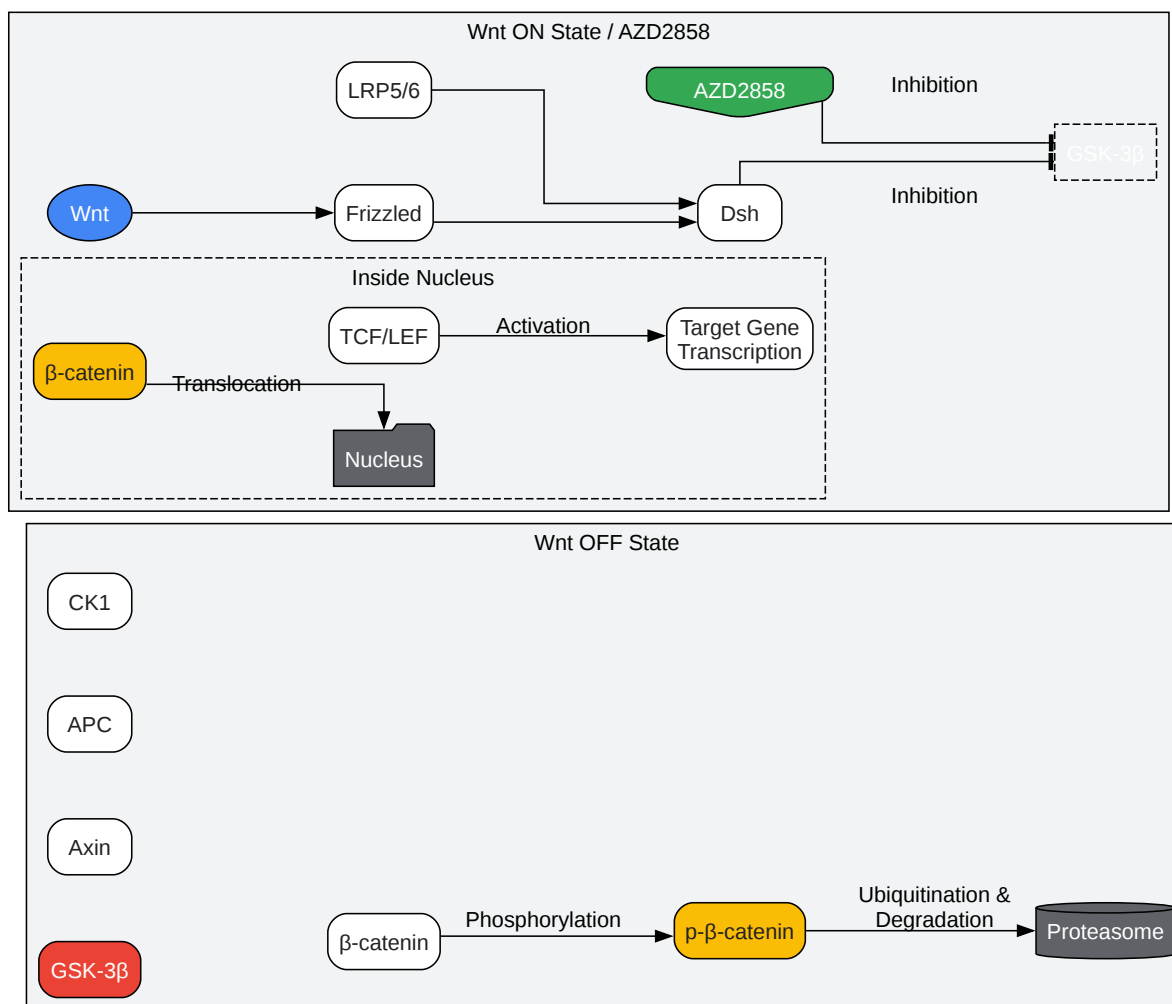 Wnt ON State / AZD2858
LRP5/6
AZD2858
Inhibition
GSK-3β
Wnt
Frizzled
Dsh
Inhibition
Inside Nucleus
TCF/LEF
Activation
Target Gene
Transcription
β-catenin
Translocation
Nucleus
Wnt OFF State
CK1
APC
Axin
GSK-3β
β-catenin
Phosphorylation
p-β-catenin
Ubiquitination &
Degradation
Proteasome